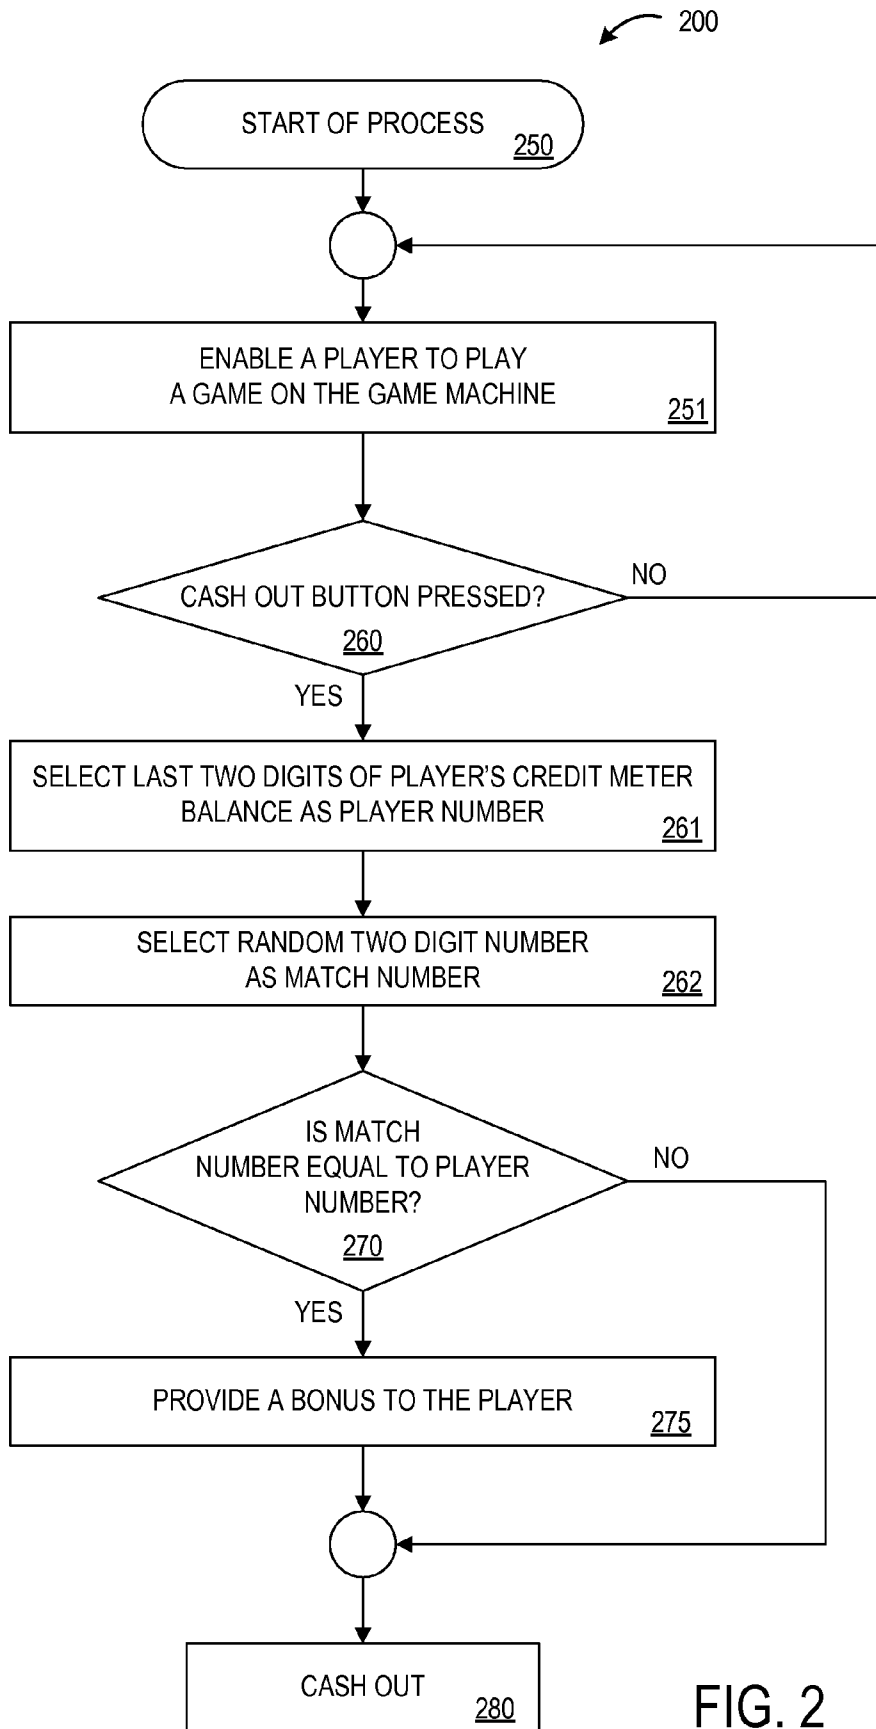 200
START OF PROCESS
250
ENABLE A PLAYER TO PLAY
A GAME ON THE GAME MACHINE
251
CASH OUT BUTTON PRESSED?
260
NO
YES
SELECT LAST TWO DIGITS OF PLAYER'S CREDIT METER
BALANCE AS PLAYER NUMBER
261
SELECT RANDOM TWO DIGIT NUMBER
AS MATCH NUMBER
262
IS MATCH
NUMBER EQUAL TO PLAYER
NUMBER?
270
NO
YES
PROVIDE A BONUS TO THE PLAYER
275
CASH OUT
280
FIG. 2